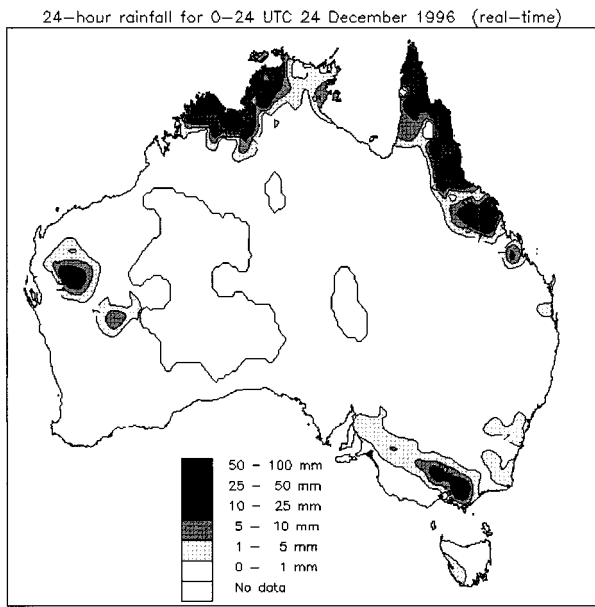 24-hour rainfall for 0-24 UTC 24 December 1996 (real-time)
50 - 100 mm
25 - 50 mm
10 - 25 mm
5 - 10 mm
1 - 5 mm
0 - 1 mm
No data